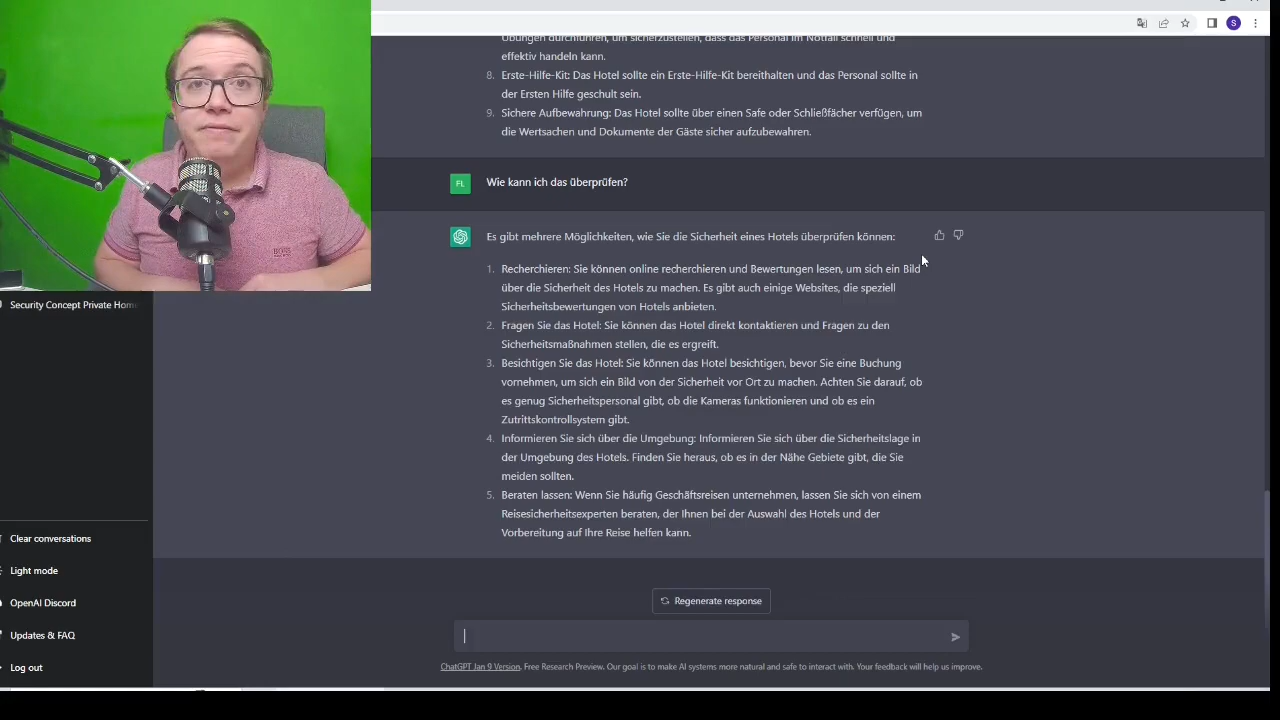 Übungen durchführen, um sicherzustellen, dass das Personal im Notfall schnell und
effektiv handeln kann.
8. Erste-Hilfe-Kit: Das Hotel sollte ein Erste-Hilfe-Kit bereithalten und das Personal sollte in
der Ersten Hilfe geschult sein.
9. Sichere Aufbewahrung: Das Hotel sollte über einen Safe oder Schließfächer verfügen, um
die Wertsachen und Dokumente der Gäste sicher aufzubewahren.
FL
Wie kann ich das überprüfen?
Es gibt mehrere Möglichkeiten, wie Sie die Sicherheit eines Hotels überprüfen können:
1. Recherchieren: Sie können online recherchieren und Bewertungen lesen, um sich ein Bild
über die Sicherheit des Hotels zu machen. Es gibt auch einige Websites, die speziell
Sicherheitsbewertungen von Hotels anbieten.
2. Fragen Sie das Hotel: Sie können das Hotel direkt kontaktieren und Fragen zu den
Sicherheitsmaßnahmen stellen, die es ergreift.
3. Besichtigen Sie das Hotel: Sie können das Hotel besichtigen, bevor Sie eine Buchung
vornehmen, um sich ein Bild von der Sicherheit vor Ort zu machen. Achten Sie darauf, ob
es genug Sicherheitspersonal gibt, ob die Kameras funktionieren und ob es ein
Zutrittskontrollsystem gibt.
4. Informieren Sie sich über die Umgebung: Informieren Sie sich über die Sicherheitslage in
der Umgebung des Hotels. Finden Sie heraus, ob es in der Nähe Gebiete gibt, die Sie
meiden sollten.
5. Beraten lassen: Wenn Sie häufig Geschäftsreisen unternehmen, lassen Sie sich von einem
Reisesicherheitsexperten beraten, der Ihnen bei der Auswahl des Hotels und der
Vorbereitung auf Ihre Reise helfen kann.
Regenerate response
ChatGPT Jan 9 Version. Free Research Preview. Our goal is to make AI systems more natural and safe to interact with. Your feedback will help us improve.
Security Concept Private Hom
Clear conversations
Light mode
OpenAI Discord
Updates & FAQ
Log out
S
BOSS